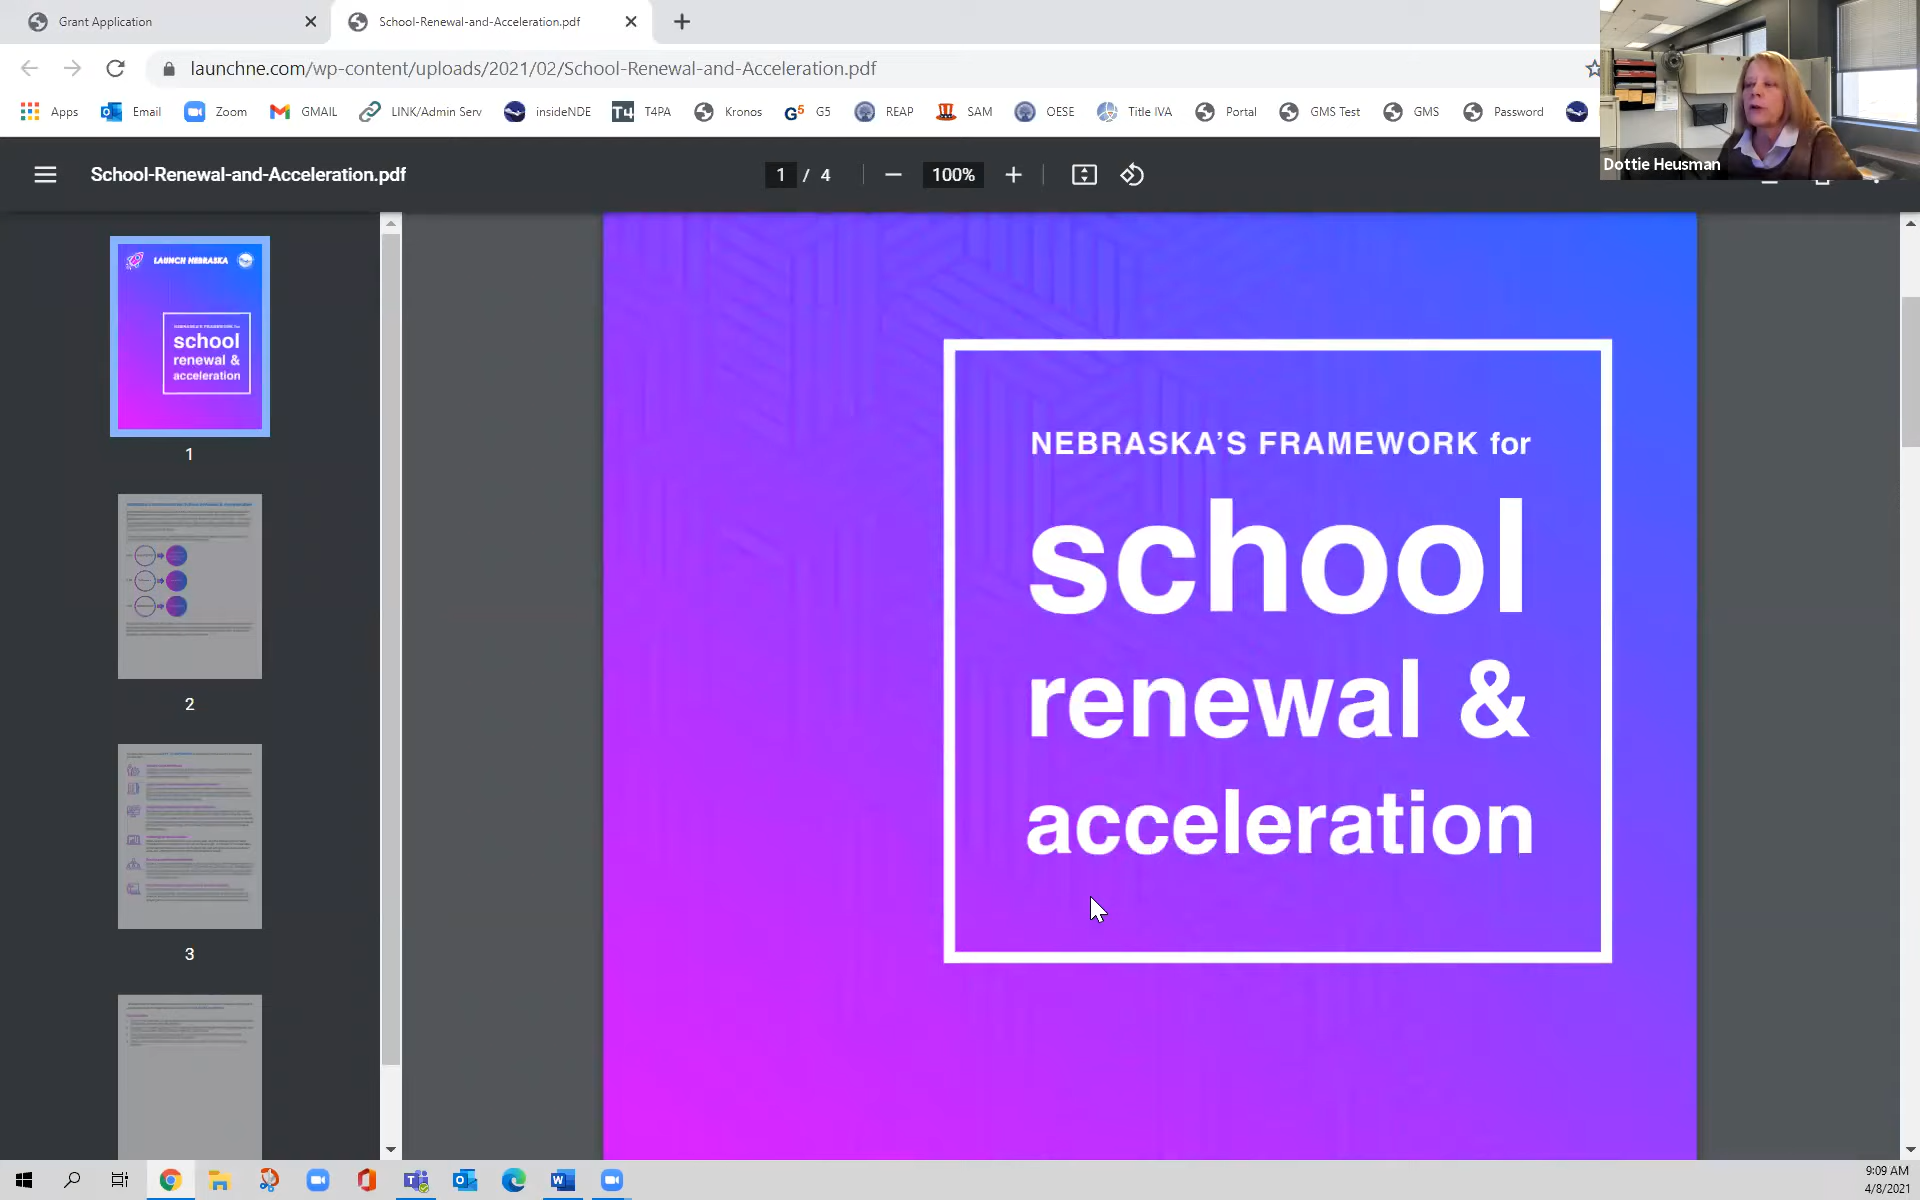 Grant Application
School-Renewal-and-Acceleration.pdf
launchne.com/wp-content/uploads/2021/02/School-Renewal-and-Acceleration.pdf
Apps Email Zoom GMAIL LINK/Admin Serv insideNDE T4PA Kronos G5 REAP SAM OESE Title IVA Portal GMS Test GMS Password
Dottie Heusman
School-Renewal-and-Acceleration.pdf
1 / 4
100%
LAUNCH NEBRASKA
NEBRASKA'S FRAMEWORK for
school
renewal &
acceleration
1
2
3
NEBRASKA’S FRAMEWORK for
school
renewal &
acceleration
9:09 AM
4/8/2021